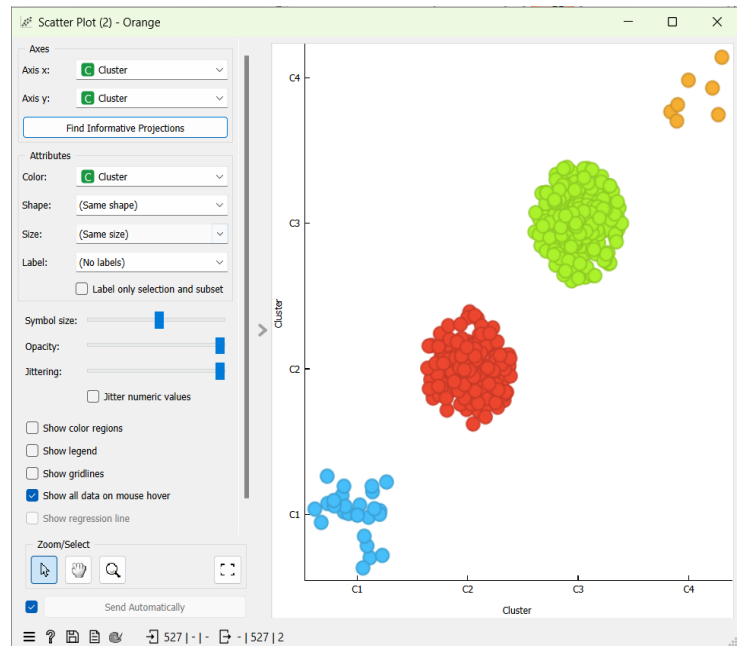 Scatter Plot (2) - Orange
Axes
Axis x: C Cluster
Axis y: C Cluster
Find Informative Projections
Attributes
Color: C Cluster
Shape: (Same shape)
Size: (Same size)
Label: (No labels)
Label only selection and subset
Symbol size:
Opacity:
Jittering:
Jitter numeric values
Show color regions
Show legend
Show gridlines
Show all data on mouse hover
Show regression line
Zoom/Select
Send Automatically
527 | - | - - | 527 | 2
C4
C3
C2
C1
Cluster
C1 C2 C3 C4
Cluster